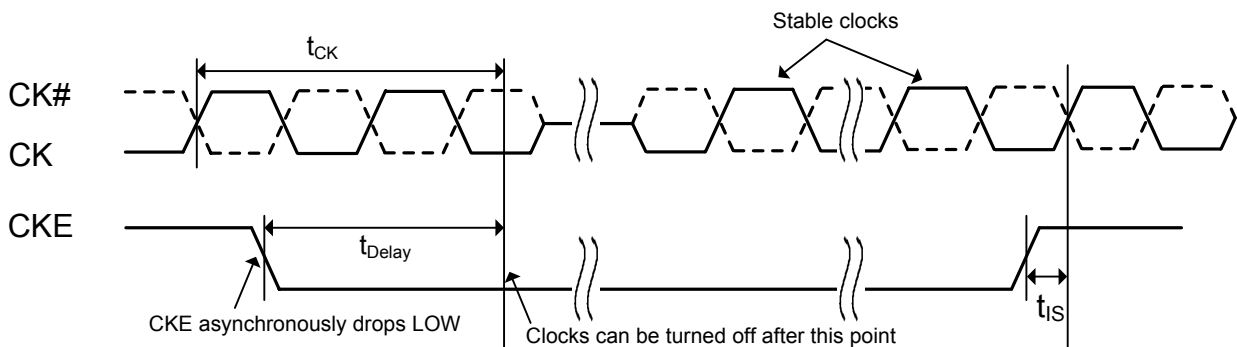 Stable clocks
tCK
CK#
CK
CKE
tDelay
tIS
CKE asynchronously drops LOW
Clocks can be turned off after this point